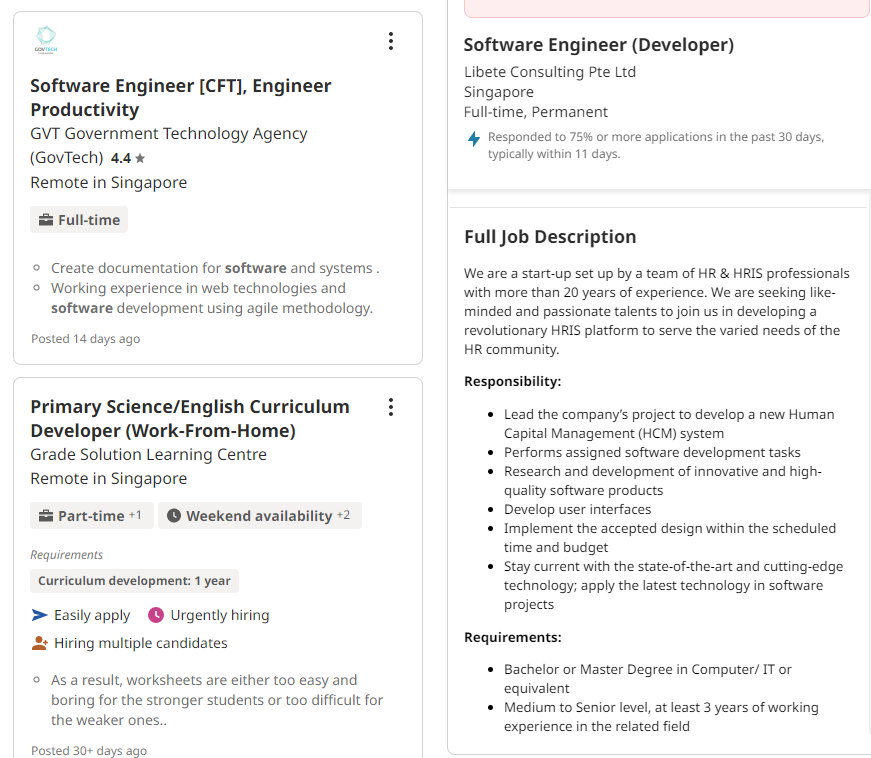 GOVTECH
Software Engineer [CFT], Engineer
Productivity
GVT Government Technology Agency
(GovTech) 4.4 ★
Remote in Singapore
Full-time
Create documentation for software and systems .
Working experience in web technologies and
software development using agile methodology.
Posted 14 days ago
Primary Science/English Curriculum
Developer (Work-From-Home)
Grade Solution Learning Centre
Remote in Singapore
Part-time +1 Weekend availability +2
Requirements
Curriculum development: 1 year
Easily apply Urgently hiring
Hiring multiple candidates
As a result, worksheets are either too easy and
boring for the stronger students or too difficult for
the weaker ones..
Posted 30+ days ago
Software Engineer (Developer)
Libete Consulting Pte Ltd
Singapore
Full-time, Permanent
Responded to 75% or more applications in the past 30 days,
typically within 11 days.
Full Job Description
We are a start-up set up by a team of HR & HRIS professionals
with more than 20 years of experience. We are seeking like-
minded and passionate talents to join us in developing a
revolutionary HRIS platform to serve the varied needs of the
HR community.
Responsibility:
Lead the company's project to develop a new Human
Capital Management (HCM) system
Performs assigned software development tasks
Research and development of innovative and high-
quality software products
Develop user interfaces
Implement the accepted design within the scheduled
time and budget
Stay current with the state-of-the-art and cutting-edge
technology; apply the latest technology in software
projects
Requirements:
Bachelor or Master Degree in Computer/ IT or
equivalent
Medium to Senior level, at least 3 years of working
experience in the related field